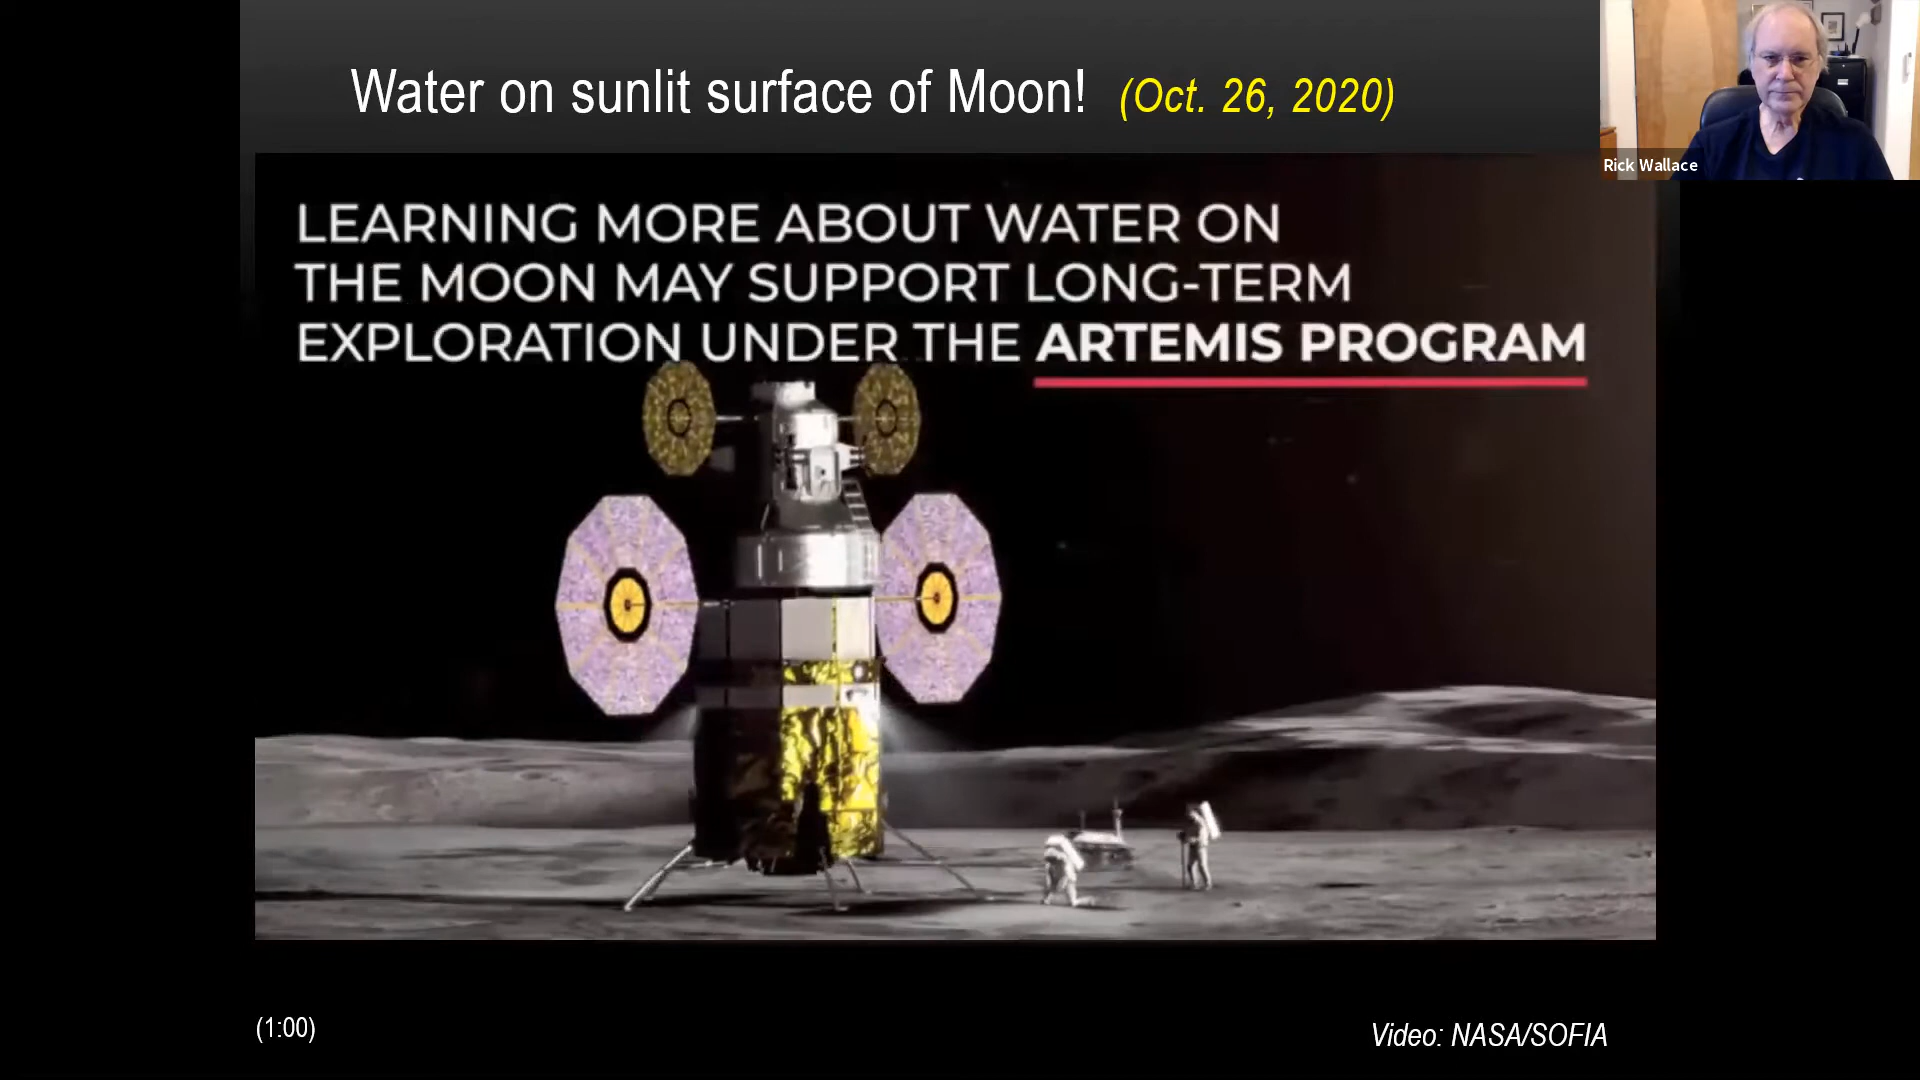 Water on sunlit surface of Moon! (Oct. 26, 2020)
Rick Wallace
LEARNING MORE ABOUT WATER ON
THE MOON MAY SUPPORT LONG-TERM
EXPLORATION UNDER THE ARTEMIS PROGRAM
(1:00)
Video: NASA/SOFIA